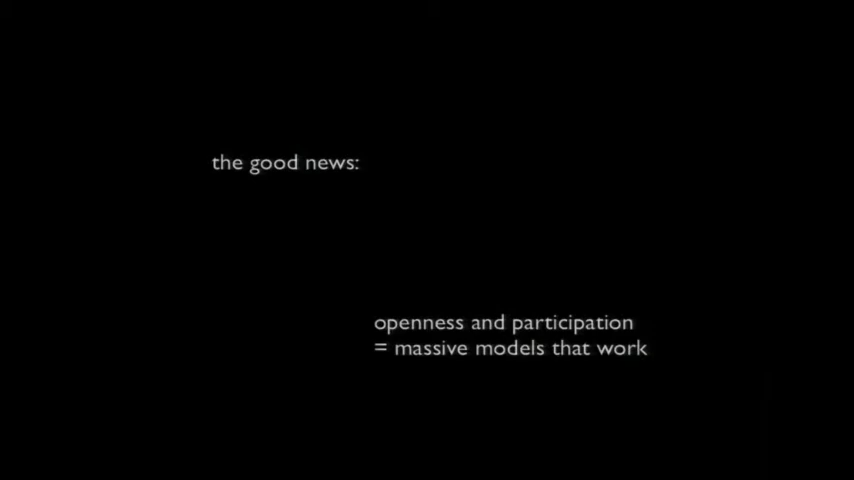 the good news:
openness and participation
= massive models that work